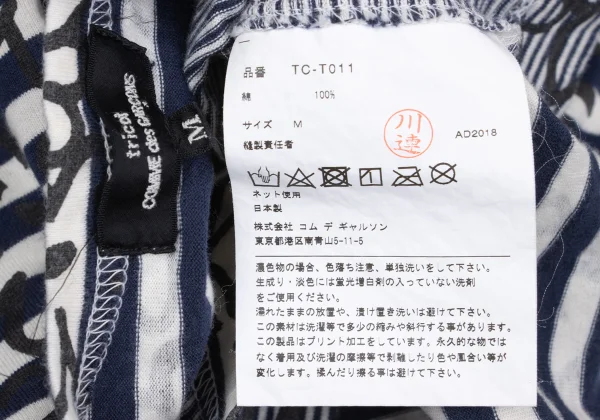 tricot
COMME des GARÇONS
M
品番 TC-T011
綿 100%
サイズ M
縫製責任者
川邊
AD2018
ネット使用
日本製
株式会社 コム デ ギャルソン
東京都港区南青山5-11-5
濃色物の場合、色落ち注意、単独洗いをして下さい。
生成り・淡色には蛍光増白剤の入っていない洗剤
をご使用ください。
濡れたままの放置や、漬け置き洗いは避けて下さい。
この素材は洗濯等で多少の縮みや斜行する事があります。
この製品はプリント加工をしています。永久的な物では
なく着用及び洗濯の摩擦等で剥離したり色や風合い等が
変化します。揉んだり擦る事は避けて下さい。